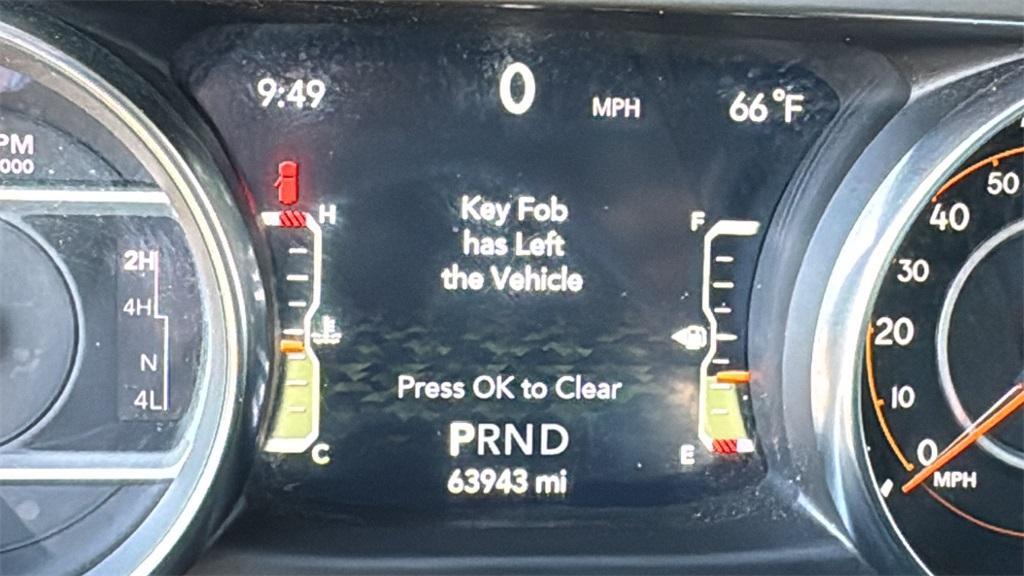 9:49
0 MPH
66°F
PM
000
2H
4H
N
4L
H
C
Key Fob
has Left
the Vehicle
Press OK to Clear
PRND
63943 mi
F
E
50
40
30
20
10
0
MPH